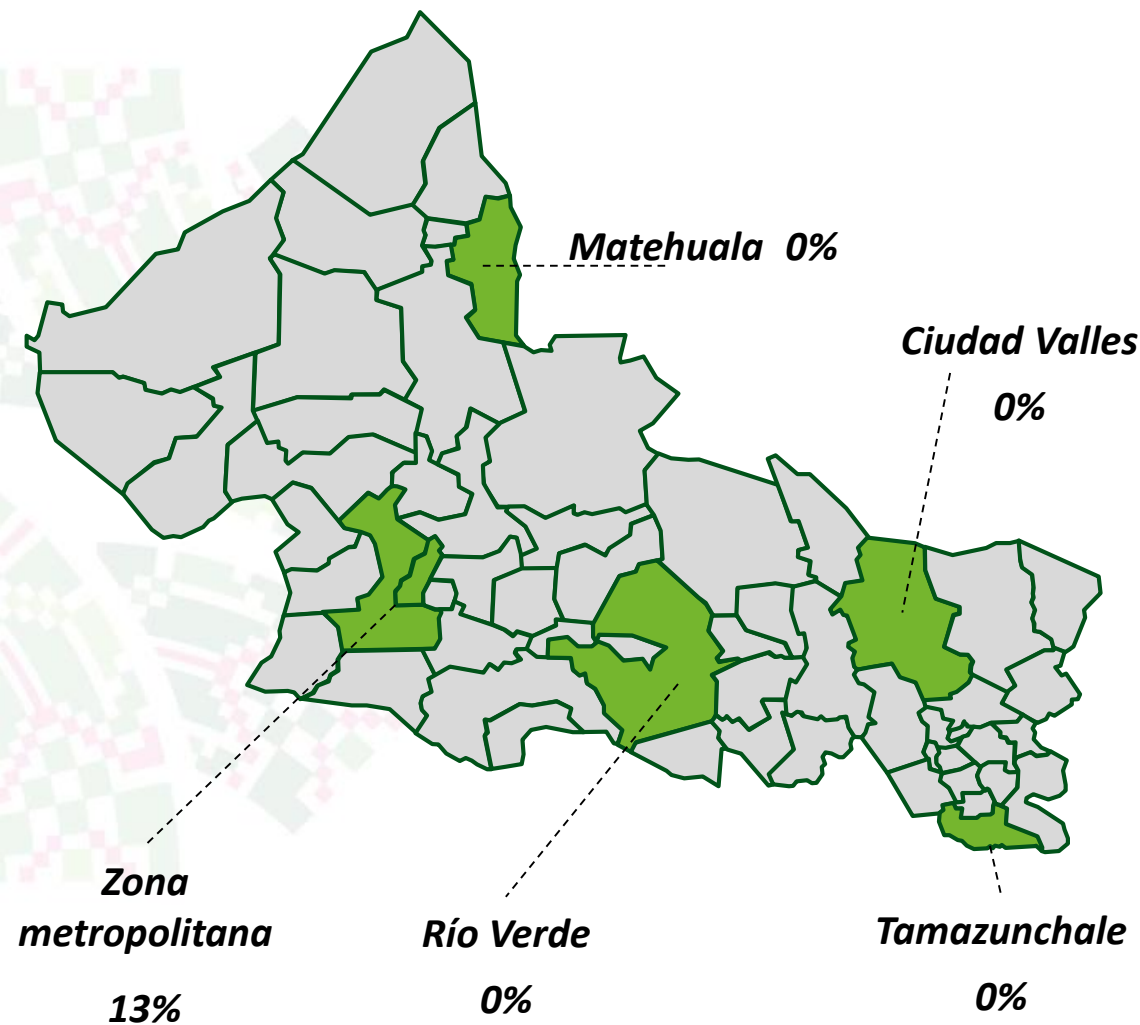 Matehuala 0%
Ciudad Valles
0%
Zona
metropolitana
13%
Río Verde
0%
Tamazunchale
0%